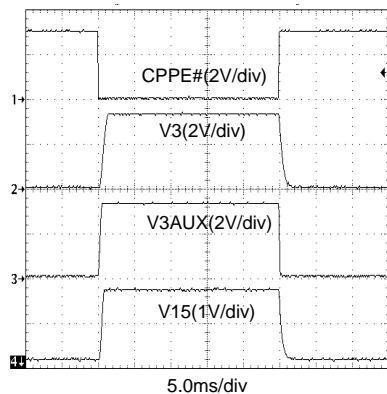 CPPE#(2V/div)
1
V3(2V/div)
2
V3AUX(2V/div)
3
V15(1V/div)
4
5.0ms/div